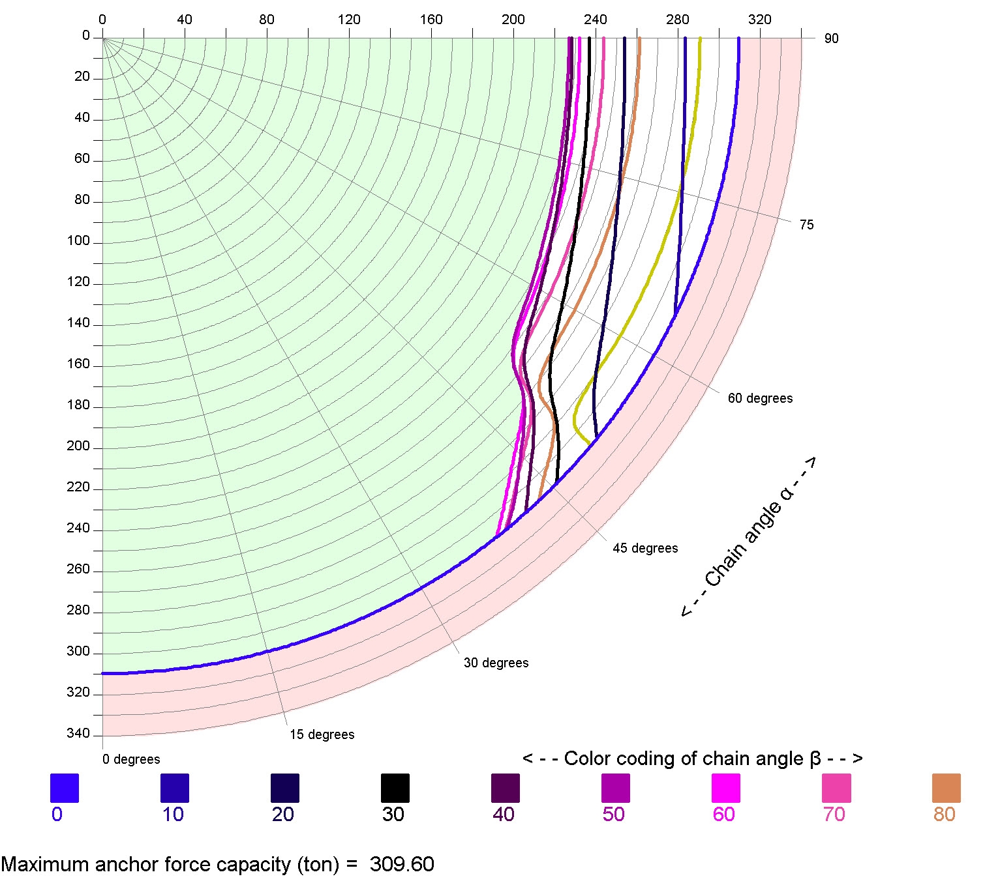 0 40 80 120 160 200 240 280 320
0 90
20
40
60
80
75
100
120
140
160
60 degrees
180
200
220
240
45 degrees
260
< - - Chain angle α - - >
280
300
30 degrees
320
340
15 degrees
0 degrees
< - - Color coding of chain angle β - - >
0 10 20 30 40 50 60 70 80
Maximum anchor force capacity (ton) = 309.60